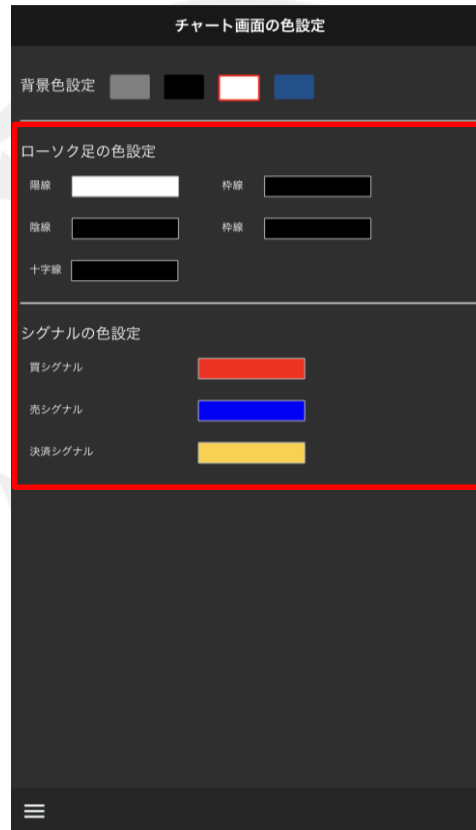 チャート画面の色設定
背景色設定
ローソク足の色設定
陽線 枠線
陰線 枠線
十字線
シグナルの色設定
買シグナル
売シグナル
決済シグナル